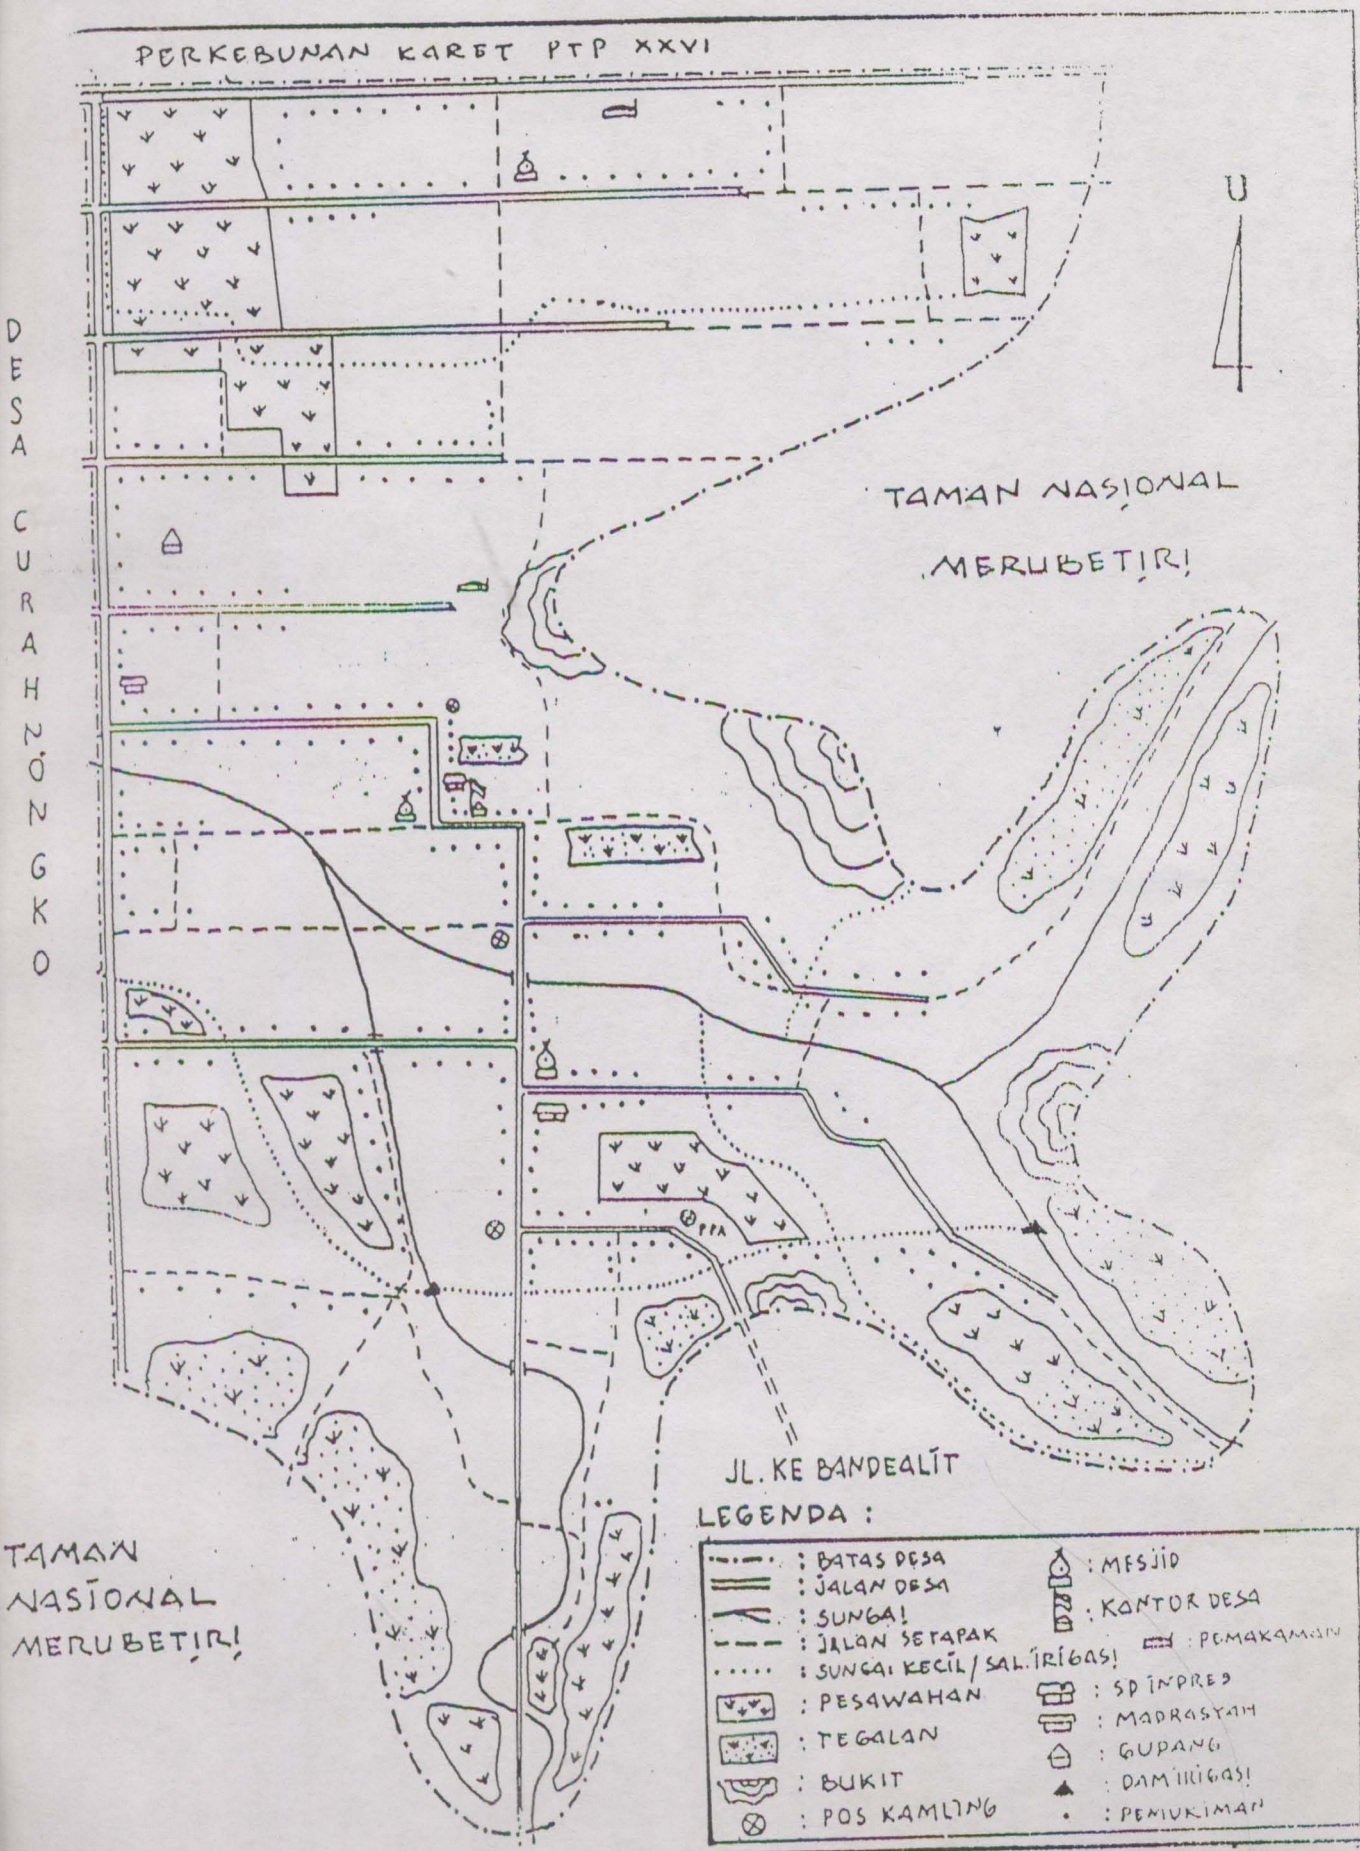 PERKEBUNAN KARET PTP XXVI
U
DESA CURAHNONGKO
TAMAN NASIONAL
MERUBETIRI
PPA
JL. KE BANDEALIT
TAMAN
NASIONAL
MERUBETIRI
LEGENDA :
: BATAS DESA
: JALAN DESA
: SUNGAI
: JALAN SETAPAK
: SUNGAI KECIL / SAL. IRIGASI
: PESAWAHAN
: TEGALAN
: BUKIT
: POS KAMLING
: MESJID
: KANTOR DESA
: PEMAKAMAN
: SD INPRES
: MADRASYAH
: GUDANG
: DAM IRIGASI
: PEMUKIMAN